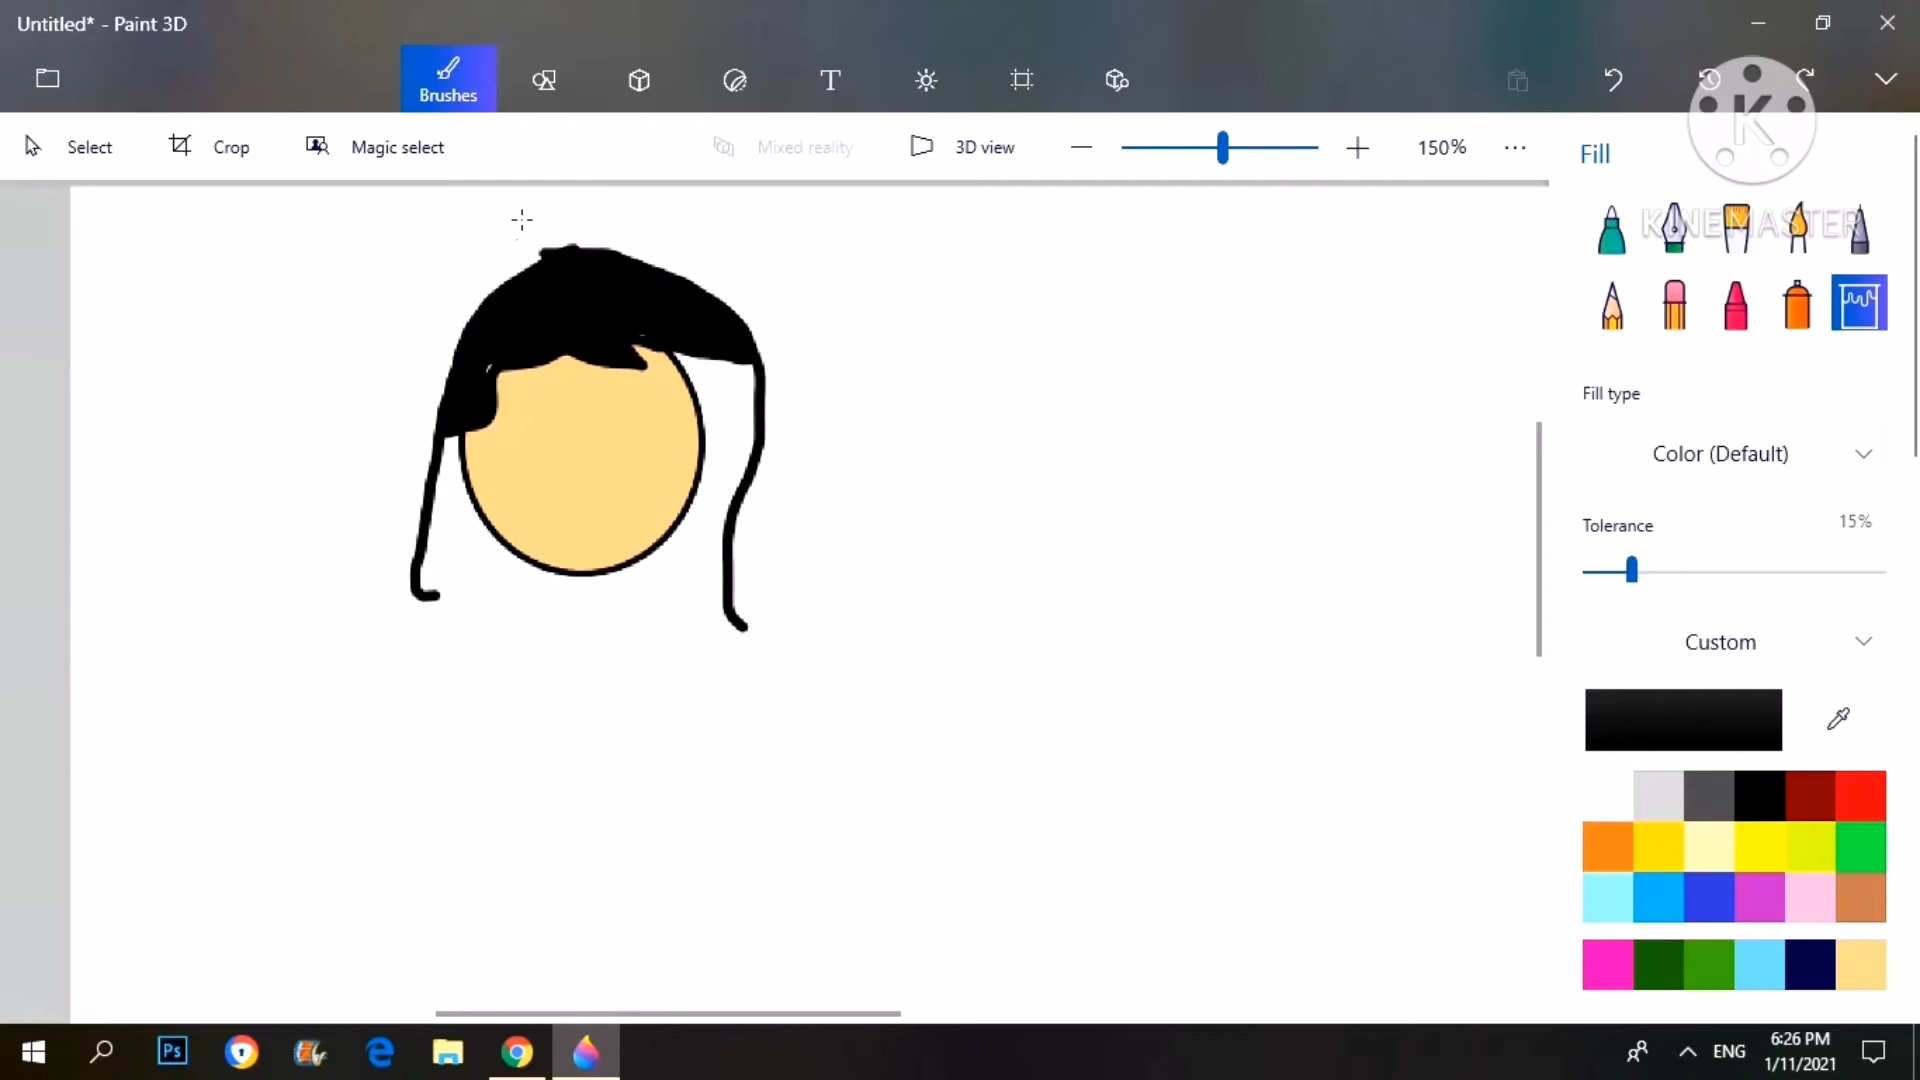 Untitled* - Paint 3D
Brushes
T
Select
Crop
Magic select
Mixed reality
3D view
150%
Fill
K
KINEMASTER
Fill type
Color (Default)
Tolerance
15%
Custom
Ps
ENG
6:26 PM
1/11/2021